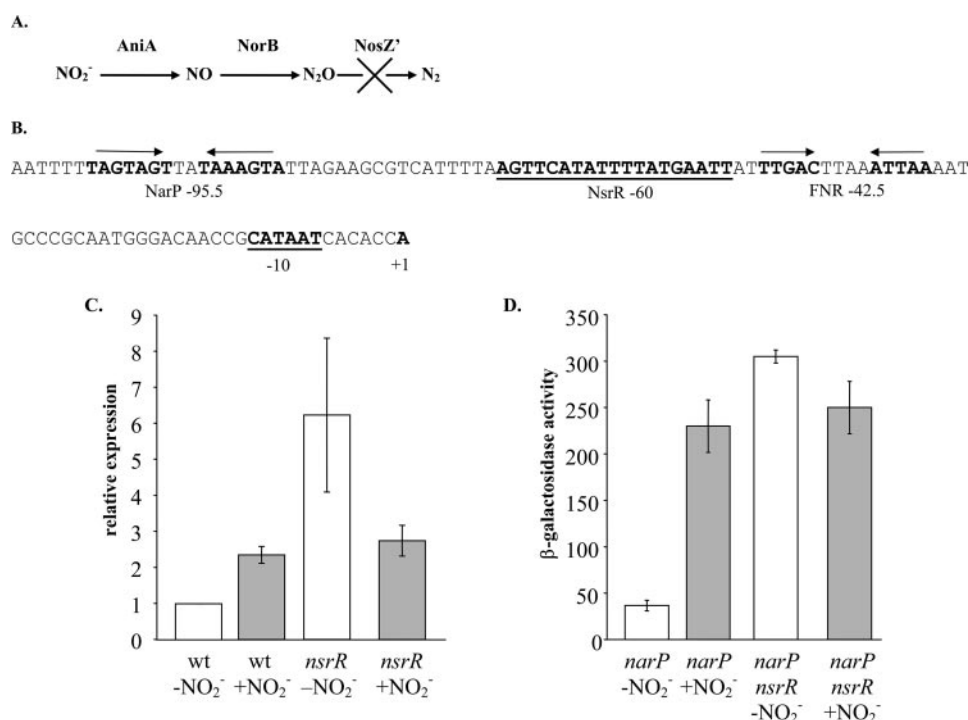 A.
AniA NorB NosZ'
NO₂⁻ NO N₂O N₂
B.
AATTTTTAGTAGTTATTAAAGTATTAGAAGCGTCATTTTAAGTTCATATTTTATGAATTATTTGACTTAAATTAAAAT
NarP -95.5 NsrR -60 FNR -42.5
GCCCGCAATGGGACAACCGCATAATCACACCA
-10 +1
C.
9
8
7
6
5
4
3
2
1
0
relative expression
wt wt nsrR nsrR
-NO₂⁻ +NO₂⁻ –NO₂⁻ +NO₂⁻
D.
350
300
250
200
150
100
50
0
β-galactosidase activity
narP narP narP narP
-NO₂⁻ +NO₂⁻ nsrR nsrR
-NO₂⁻ +NO₂⁻